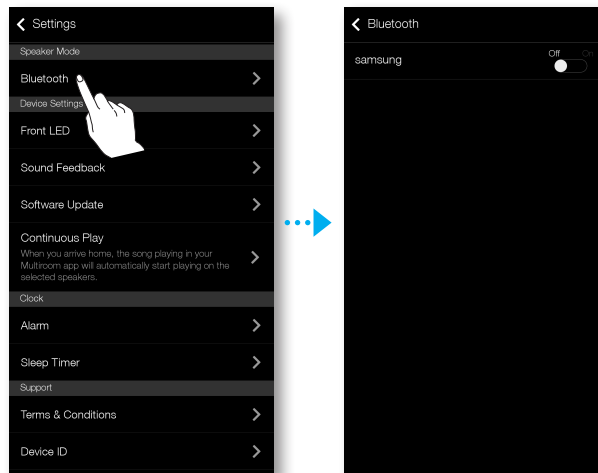 Settings
Speaker Mode
Bluetooth
Device Settings
Front LED
Sound Feedback
Software Update
Continuous Play
When you arrive home, the song playing in your
Multiroom app will automatically start playing on the
selected speakers.
Clock
Alarm
Sleep Timer
Support
Terms & Conditions
Device ID
Bluetooth
samsung
Off On